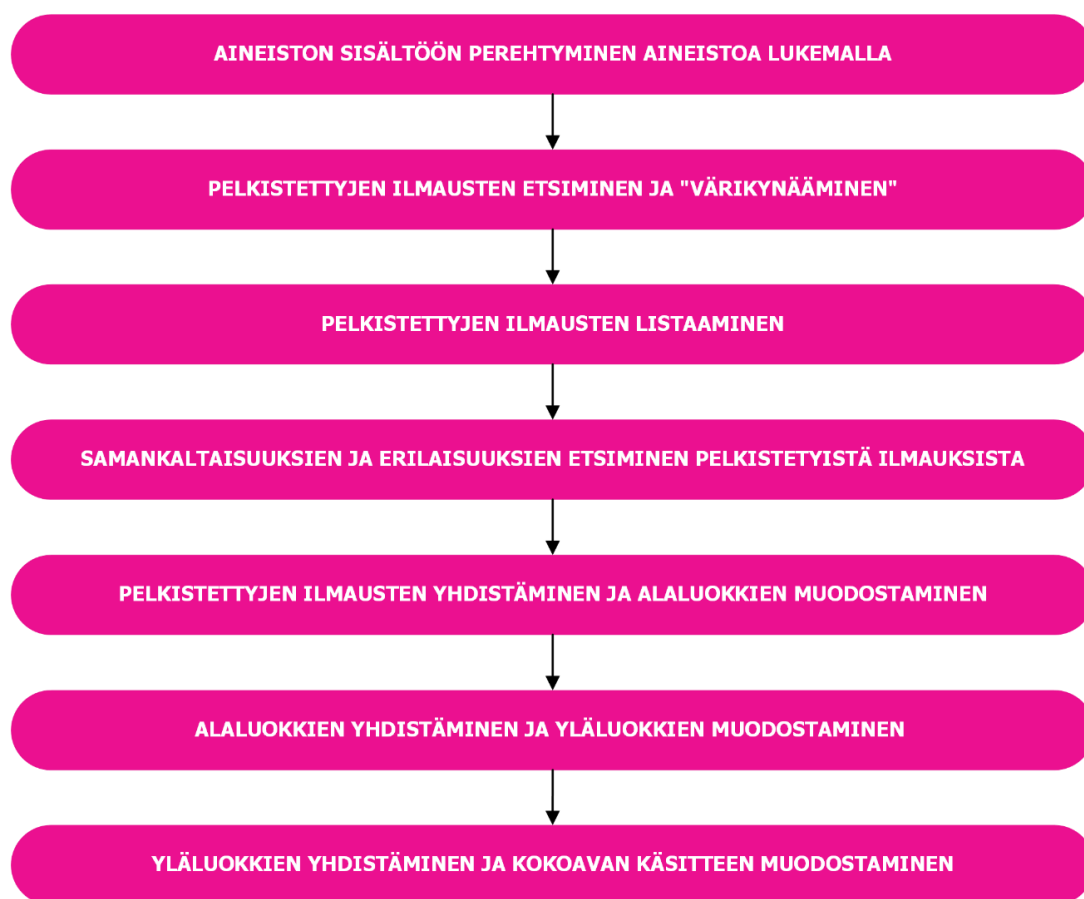 AINEISTON SISÄLTÖÖN PEREHTYMINEN AINEISTOA LUKEMALLA
PELKISTETTYJEN ILMAUSTEN ETSIMINEN JA "VÄRIKYNÄÄMINEN"
PELKISTETTYJEN ILMAUSTEN LISTAAMINEN
SAMANKALTAISUUKSIEN JA ERILAISUUKSIEN ETSIMINEN PELKISTETYISTÄ ILMAUKSISTA
PELKISTETTYJEN ILMAUSTEN YHDISTÄMINEN JA ALALUOKKIEN MUODOSTAMINEN
ALALUOKKIEN YHDISTÄMINEN JA YLÄLUOKKIEN MUODOSTAMINEN
YLÄLUOKKIEN YHDISTÄMINEN JA KOKOAVAN KÄSITTEEN MUODOSTAMINEN